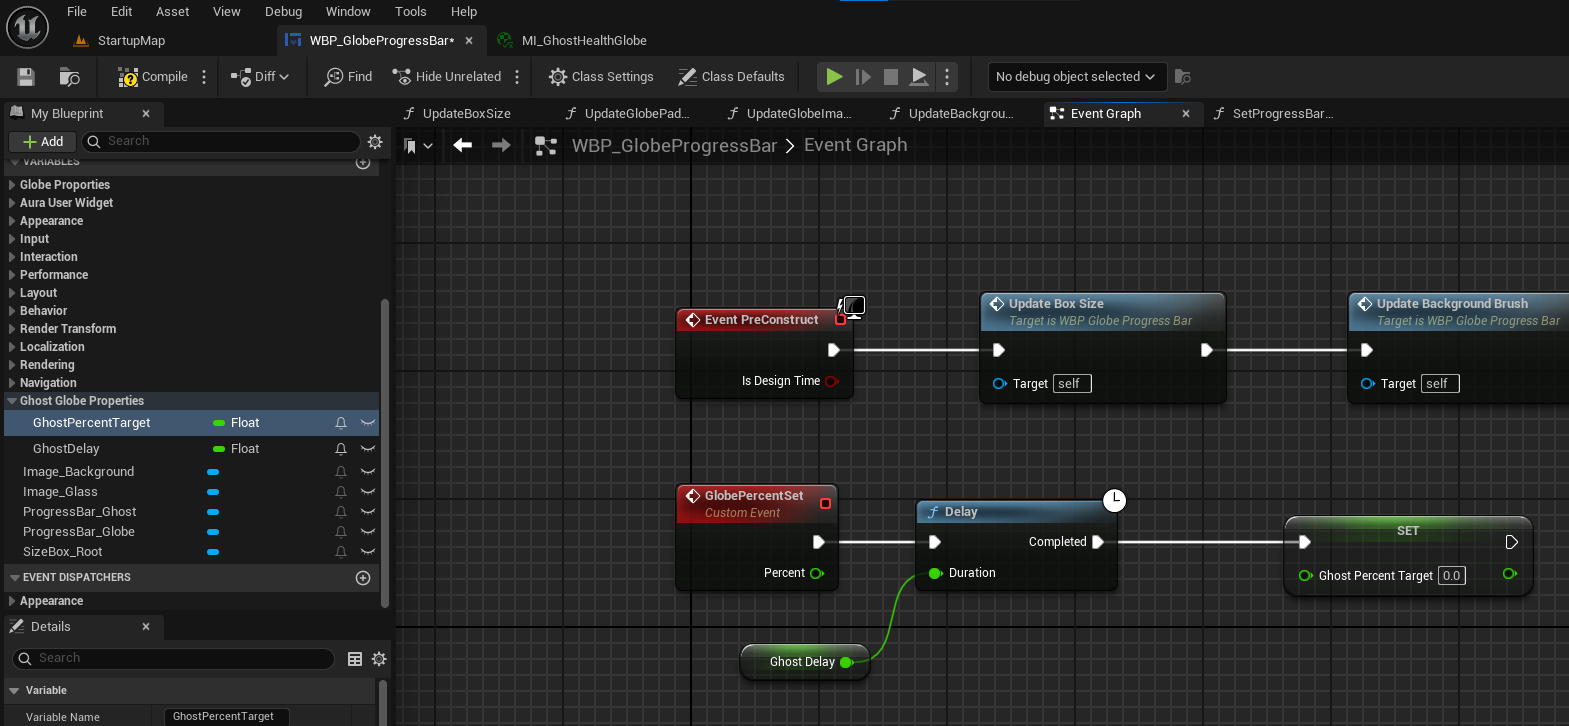 File Edit Asset View Debug Window Tools Help
StartupMap WBP_GlobeProgressBar* MI_GhostHealthGlobe
Compile Diff Find Hide Unrelated Class Settings Class Defaults No debug object selected
My Blueprint UpdateBoxSize UpdateGlobePad... UpdateGlobeIma... UpdateBackgrou... Event Graph SetProgressBar...
Add Search WBP_GlobeProgressBar > Event Graph
VARIABLES
Globe Proporties
Aura User Widget
Appearance
Input
Interaction
Performance
Layout
Behavior
Render Transform
Localization
Rendering
Navigation
Ghost Globe Properties
GhostPercentTarget Float
GhostDelay Float
Image_Background
Image_Glass
ProgressBar_Ghost
ProgressBar_Globe
SizeBox_Root
EVENT DISPATCHERS
Appearance
Details
Search
Variable
Variable Name GhostPercentTarget
Event PreConstruct
Is Design Time
Update Box Size
Target is WBP Globe Progress Bar
Target self
Update Background Brush
Target is WBP Globe Progress Bar
Target self
GlobePercentSet
Custom Event
Percent
Delay
Completed
Duration
SET
Ghost Percent Target 0.0
Ghost Delay